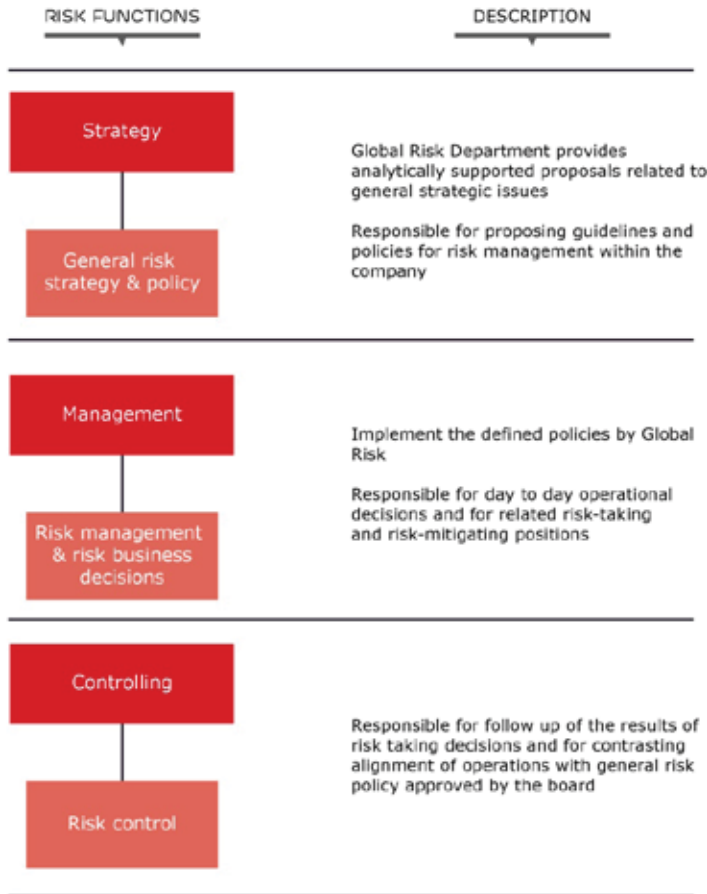 RISK FUNCTIONS
DESCRIPTION
Strategy
General risk
strategy & policy
Global Risk Department provides
analytically supported proposals related to
general strategic issues
Responsible for proposing guidelines and
policies for risk management within the
company
Management
Risk management
& risk business
decisions
Implement the defined policies by Global
Risk
Responsible for day to day operational
decisions and for related risk-taking
and risk-mitigating positions
Controlling
Risk control
Responsible for follow up of the results of
risk taking decisions and for contrasting
alignment of operations with general risk
policy approved by the board